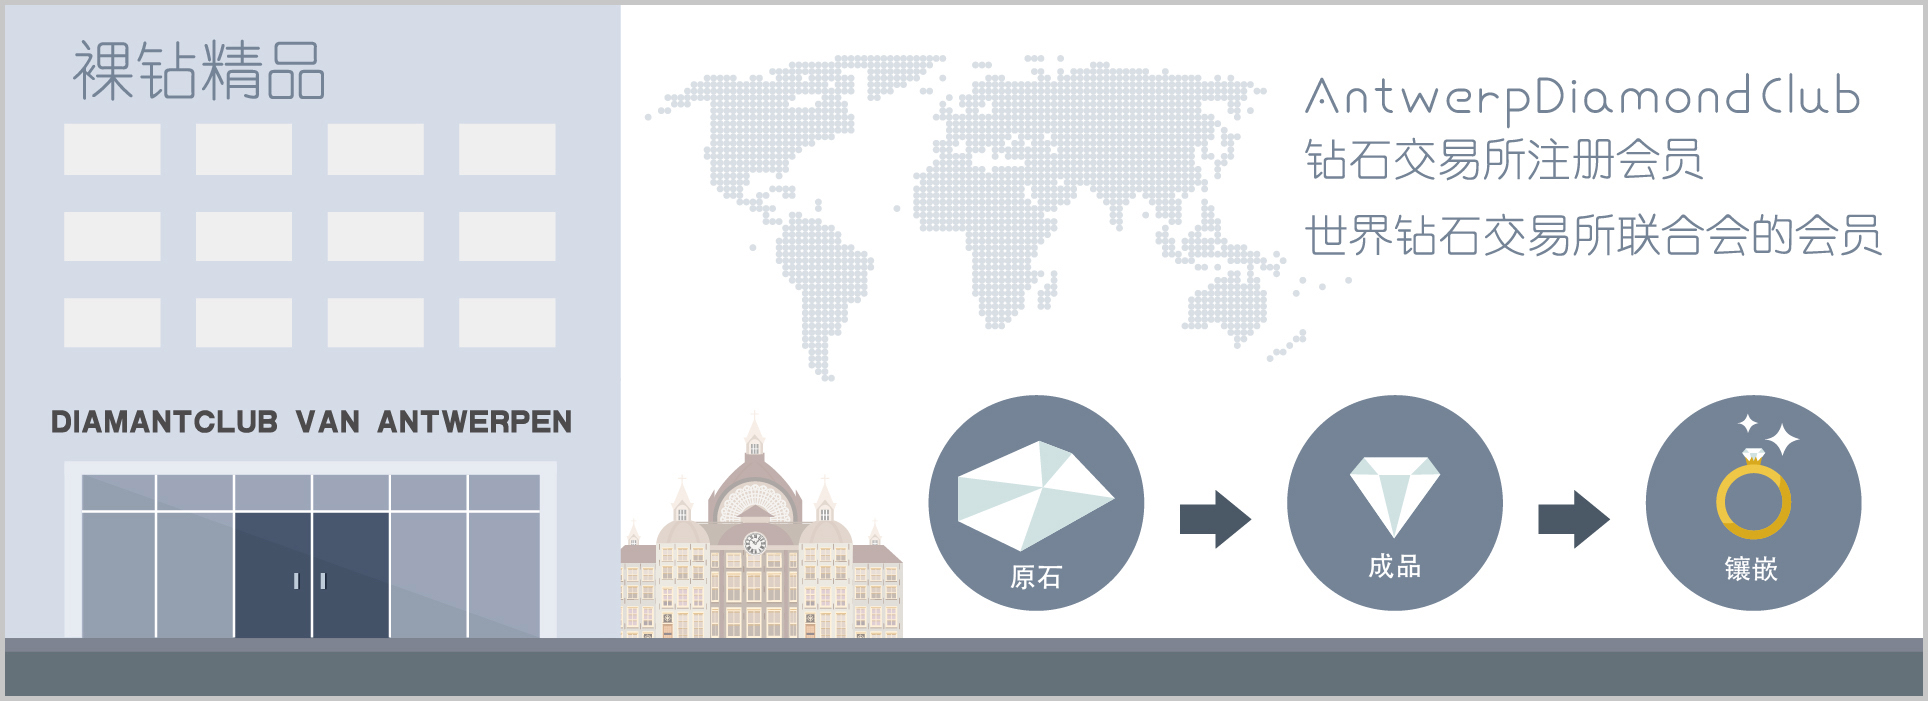 裸钻精品
DIAMANTCLUB VAN ANTWERPEN
AntwerpDiamondClub
钻石交易所注册会员
世界钻石交易所联合会的会员
原石
成品
镶嵌